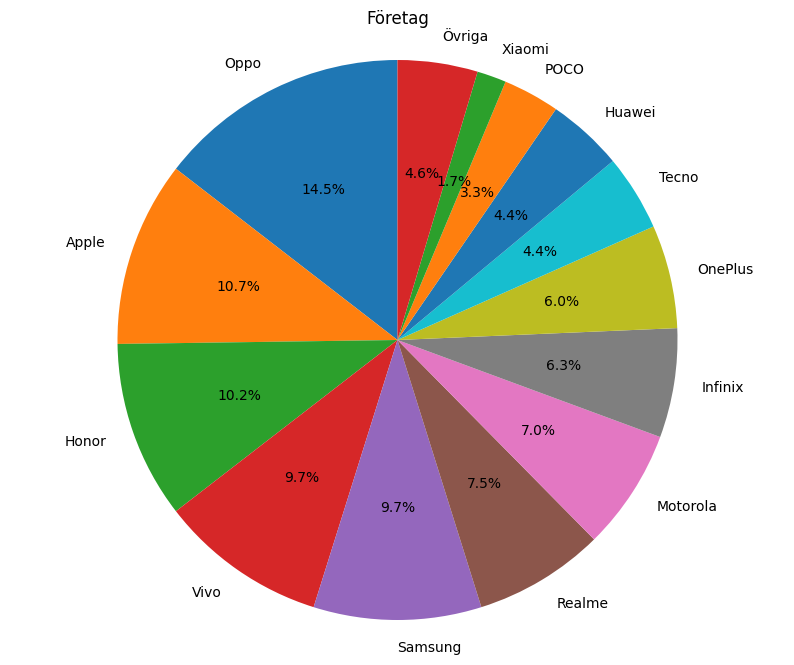 Företag
Oppo
14.5%
Apple
10.7%
Honor
10.2%
Vivo
9.7%
Samsung
9.7%
Realme
7.5%
Motorola
7.0%
Infinix
6.3%
OnePlus
6.0%
Tecno
4.4%
Huawei
4.4%
POCO
3.3%
Xiaomi
1.7%
Övriga
4.6%